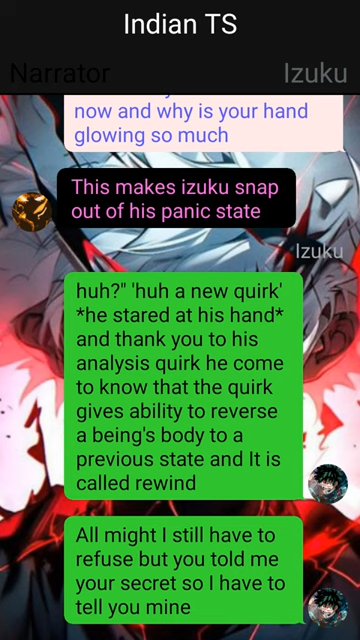 Indian TS
Narrator
Izuku
now and why is your hand
glowing so much
This makes izuku snap
out of his panic state
Izuku
huh?" 'huh a new quirk'
*he stared at his hand*
and thank you to his
analysis quirk he come
to know that the quirk
gives ability to reverse
a being's body to a
previous state and It is
called rewind
All might I still have to
refuse but you told me
your secret so I have to
tell you mine